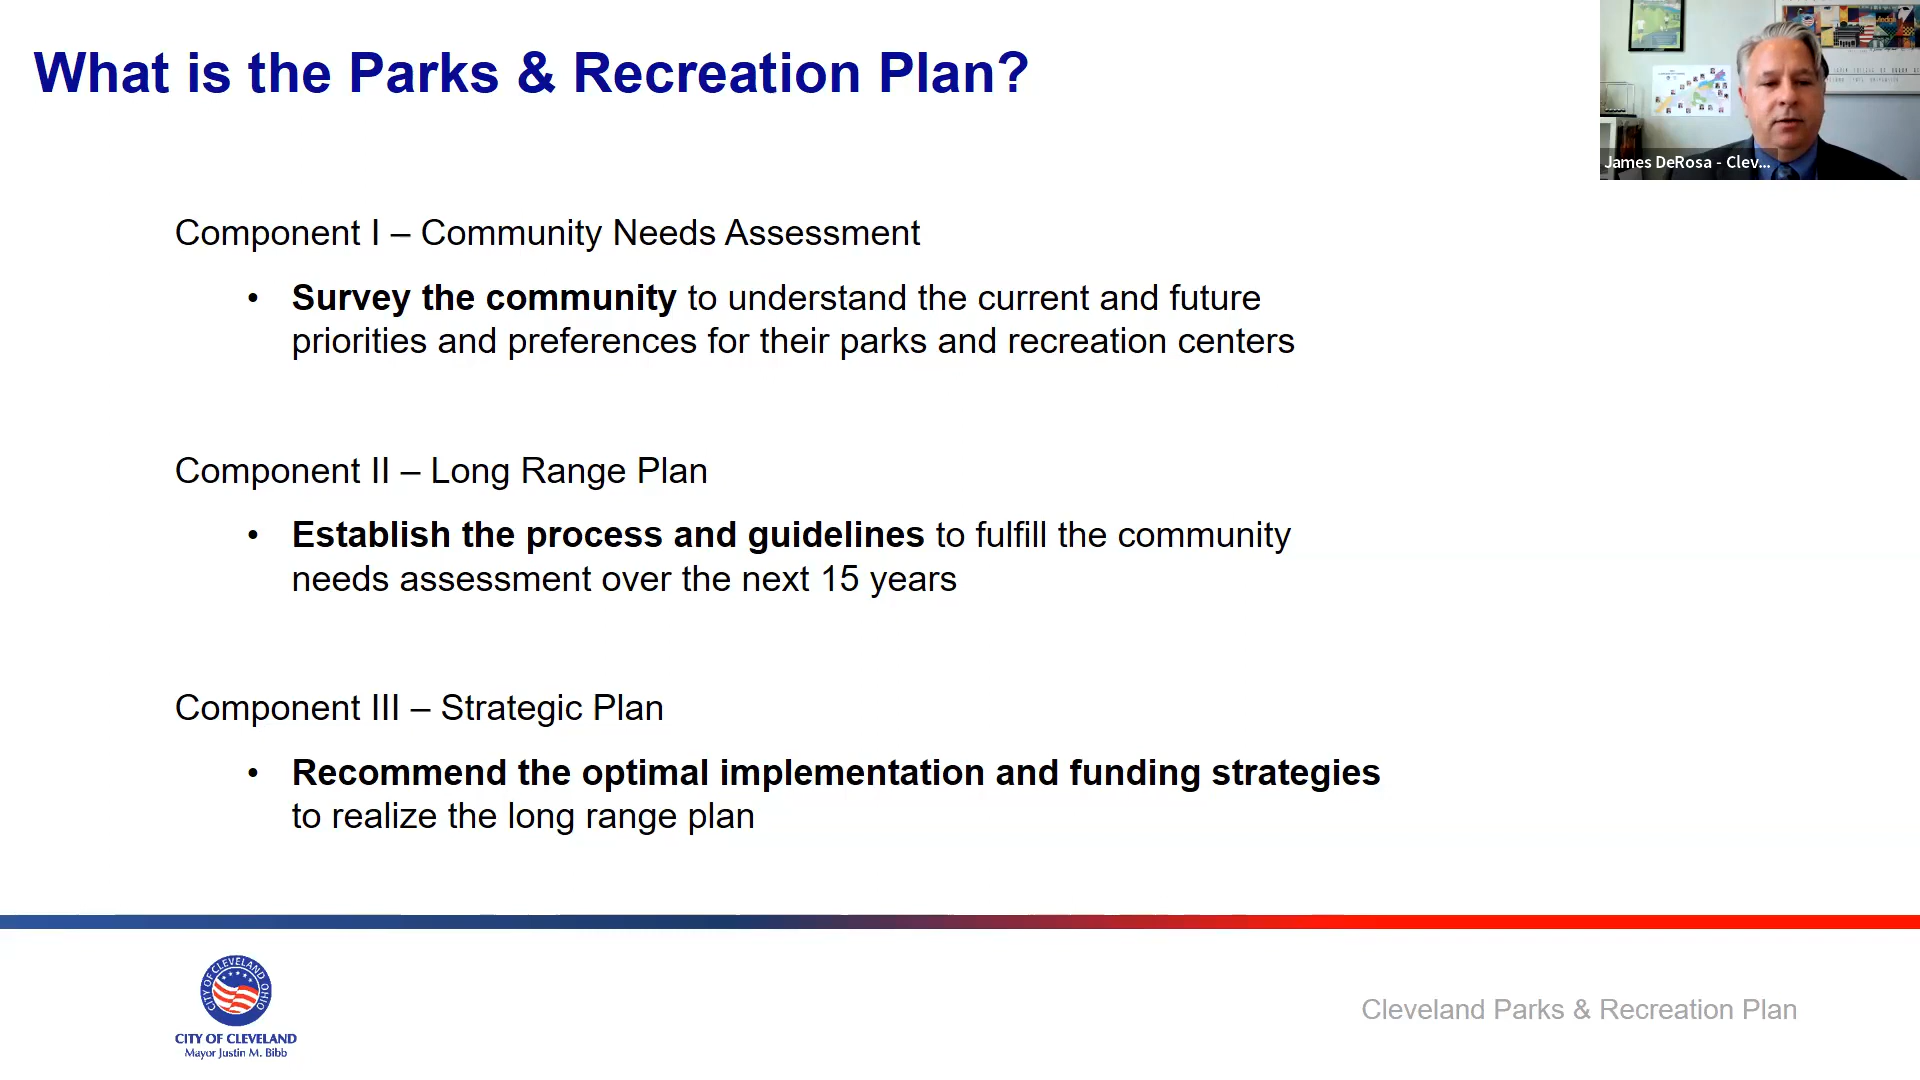 What is the Parks & Recreation Plan?
James DeRosa - Clev...
Component I – Community Needs Assessment
• Survey the community to understand the current and future
priorities and preferences for their parks and recreation centers
Component II – Long Range Plan
• Establish the process and guidelines to fulfill the community
needs assessment over the next 15 years
Component III – Strategic Plan
• Recommend the optimal implementation and funding strategies
to realize the long range plan
CITY OF CLEVELAND OHIO
CITY OF CLEVELAND
Mayor Justin M. Bibb
Cleveland Parks & Recreation Plan